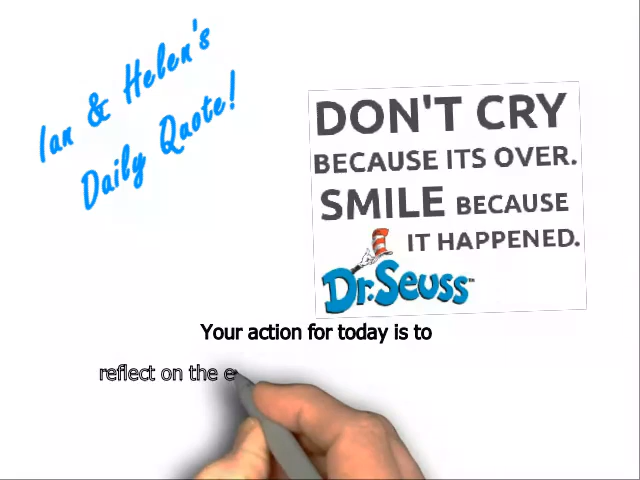 Ian & Helen's
Daily Quote!
DON'T CRY
BECAUSE ITS OVER.
SMILE BECAUSE
IT HAPPENED.
Dr. Seuss™
Your action for today is to
reflect on the e